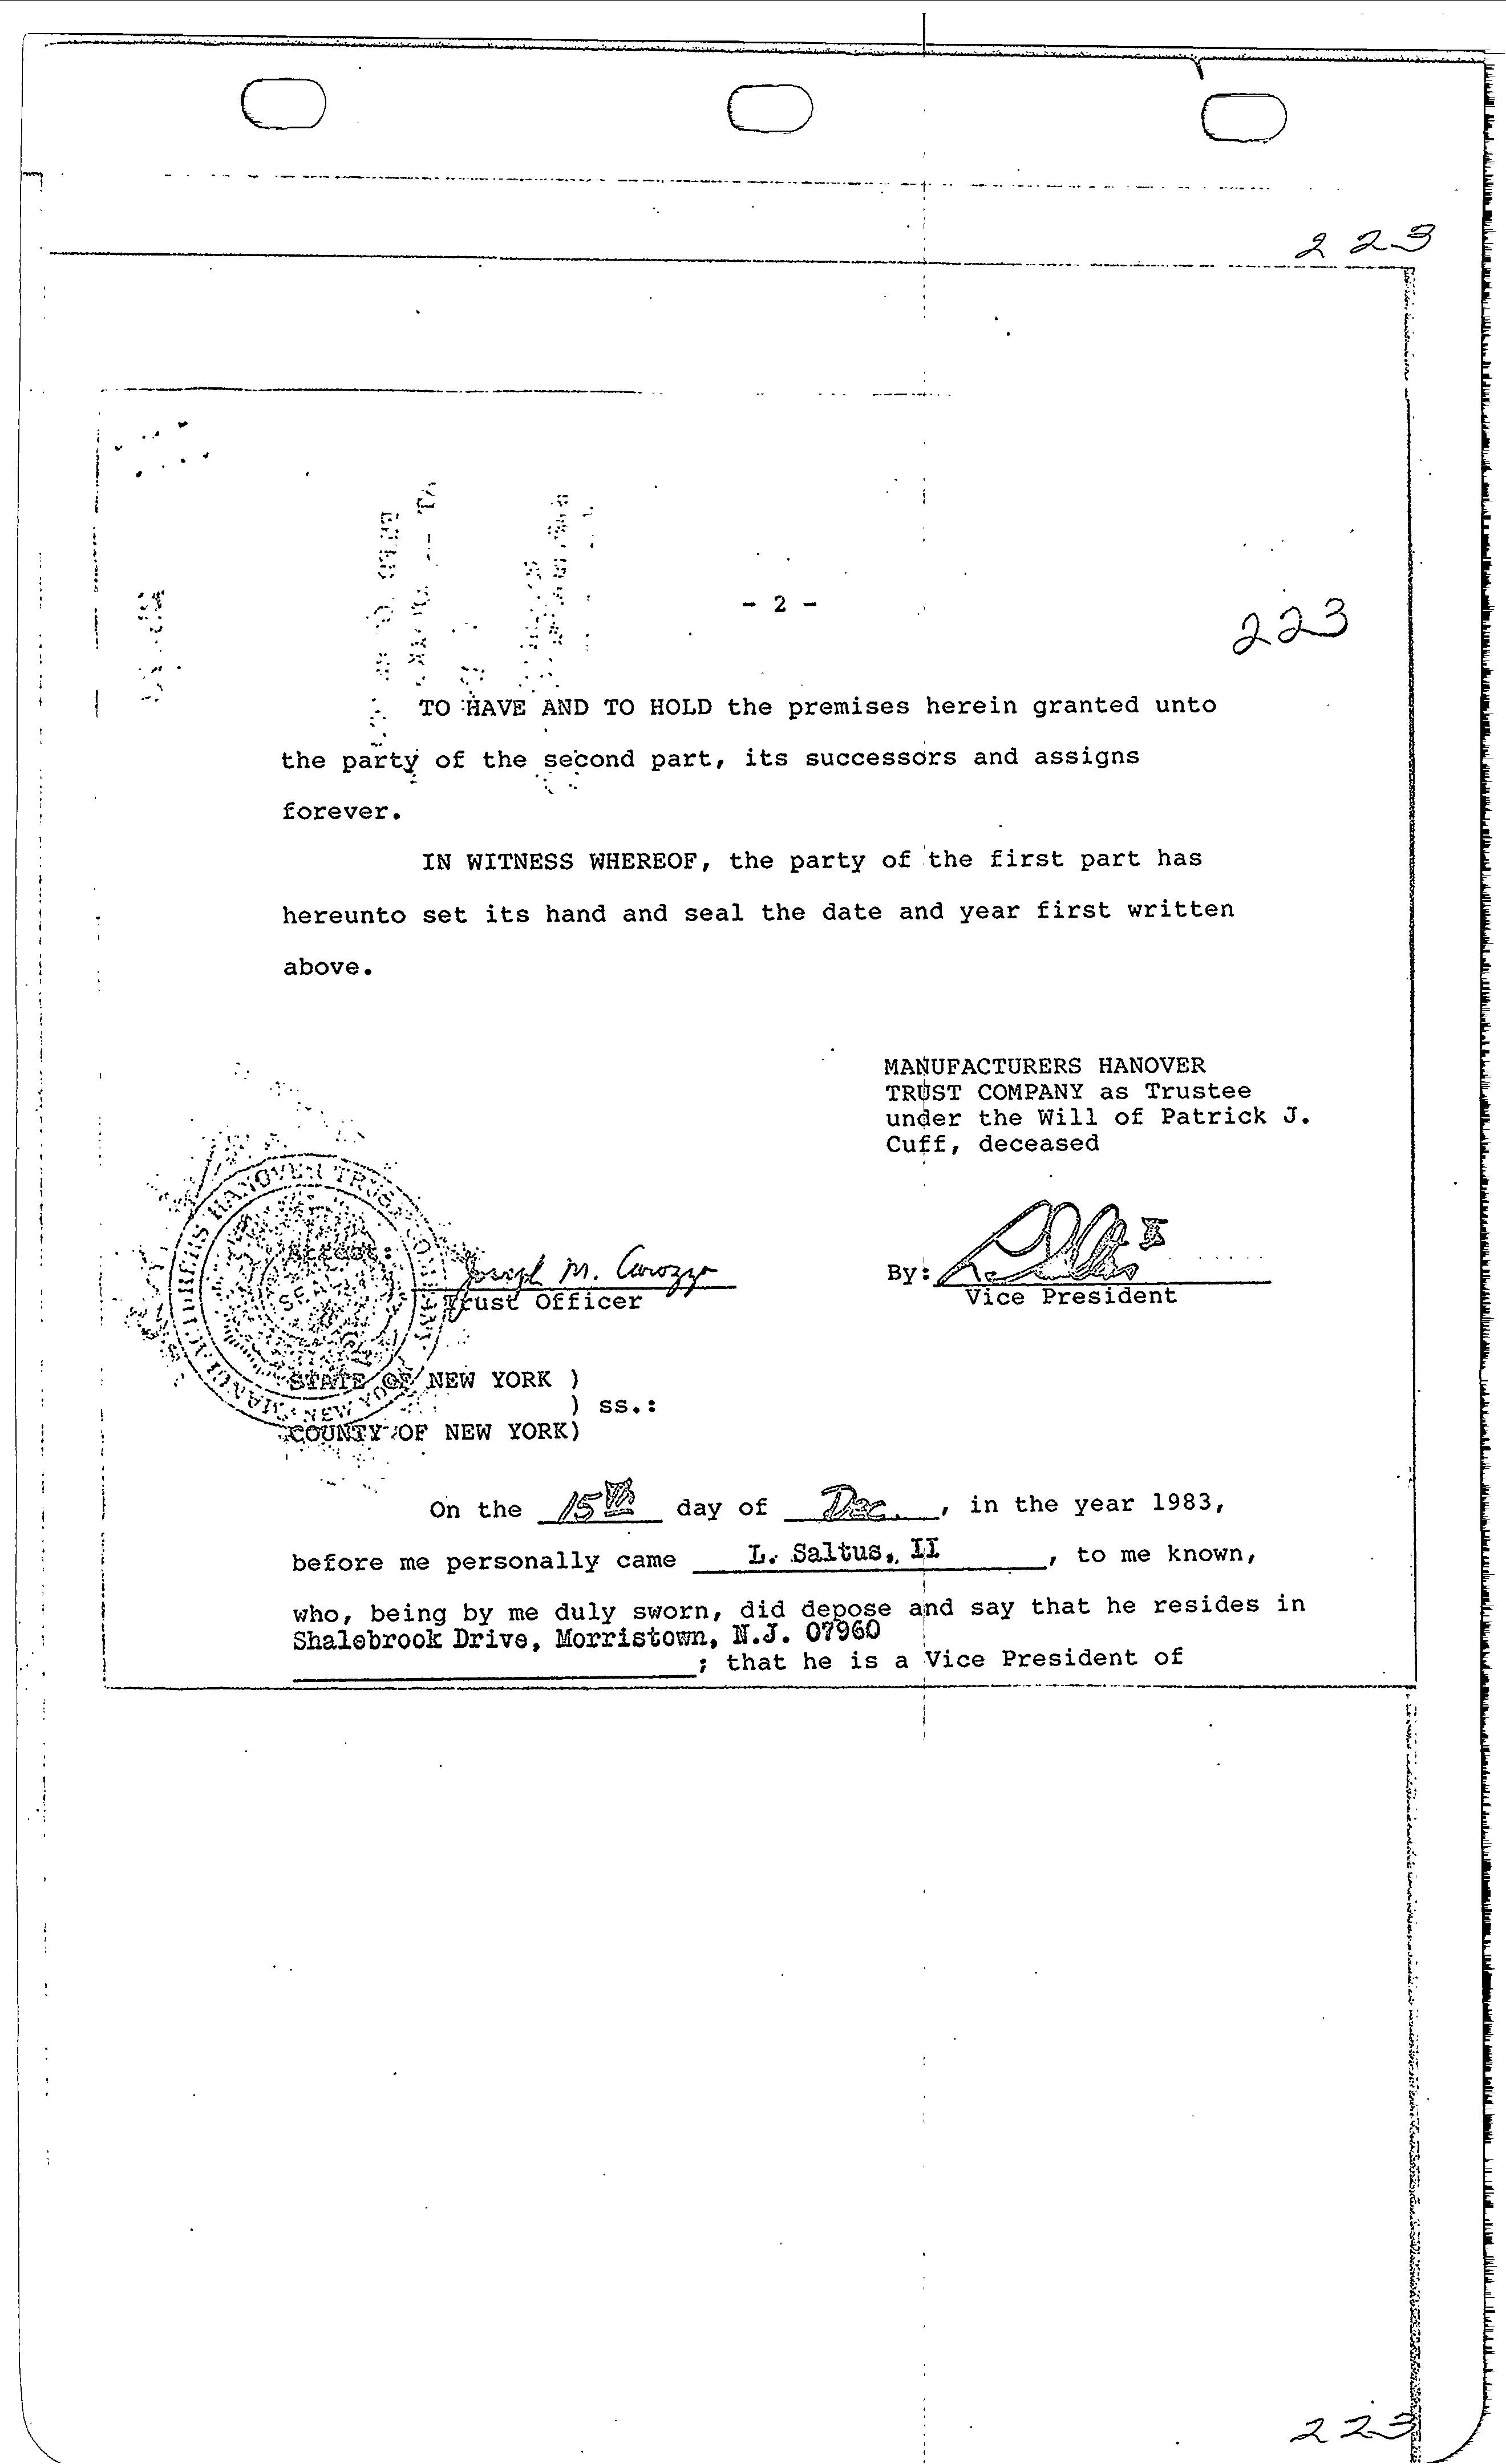 223
- 2 -
223
TO HAVE AND TO HOLD the premises herein granted unto
the party of the second part, its successors and assigns
forever.
IN WITNESS WHEREOF, the party of the first part has
hereunto set its hand and seal the date and year first written
above.
MANUFACTURERS HANOVER
TRUST COMPANY as Trustee
under the Will of Patrick J.
Cuff, deceased
MANUFACTURERS HANOVER TRUST COMPANY
NEW YORK
SEAL
Attest: Joseph M. Carozza
Trust Officer
By: II
Vice President
STATE OF NEW YORK )
) ss.:
COUNTY OF NEW YORK)
On the 15th day of Dec., in the year 1983,
before me personally came L. Saltus, II, to me known,
who, being by me duly sworn, did depose and say that he resides in
Shalebrook Drive, Morristown, N.J. 07960
; that he is a Vice President of
223